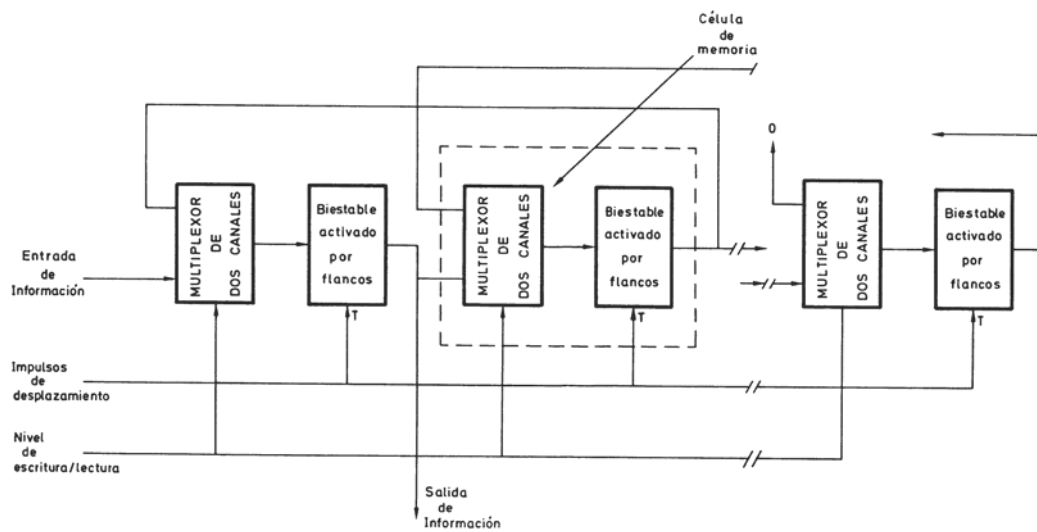 Célula
de
memoria
0
MULTIPLEXOR
DE
DOS CANALES
Biestable
activado
por
flancos
T
MULTIPLEXOR
DE
DOS CANALES
Biestable
activado
por
flancos
T
MULTIPLEXOR
DE
DOS CANALES
Biestable
activado
por
flancos
T
Entrada
de
Información
Impulsos
de
desplazamiento
Nivel
de
escritura/lectura
Salida
de
Información